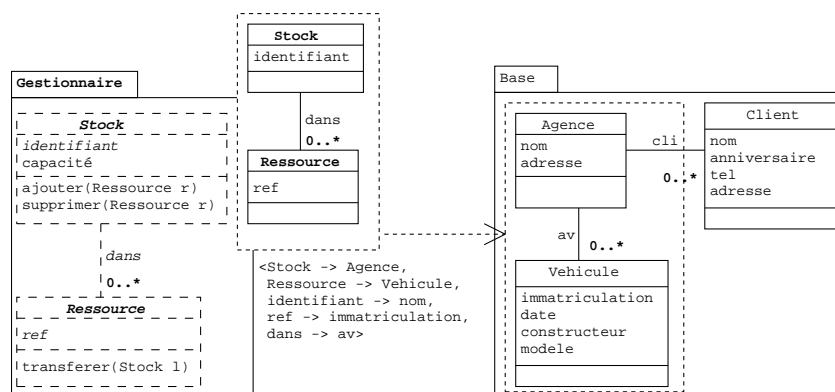 Gestionnaire
Stock
identifiant
capacité
ajouter(Ressource r)
supprimer(Ressource r)
dans
0..*
Ressource
ref
transferer(Stock l)
Stock
identifiant
dans
0..*
Ressource
ref
<Stock -> Agence,
Ressource -> Vehicule,
identifiant -> nom,
ref -> immatriculation,
dans -> av>
Base
Agence
nom
adresse
cli
0..*
Client
nom
anniversaire
tel
adresse
av
0..*
Vehicule
immatriculation
date
constructeur
modele